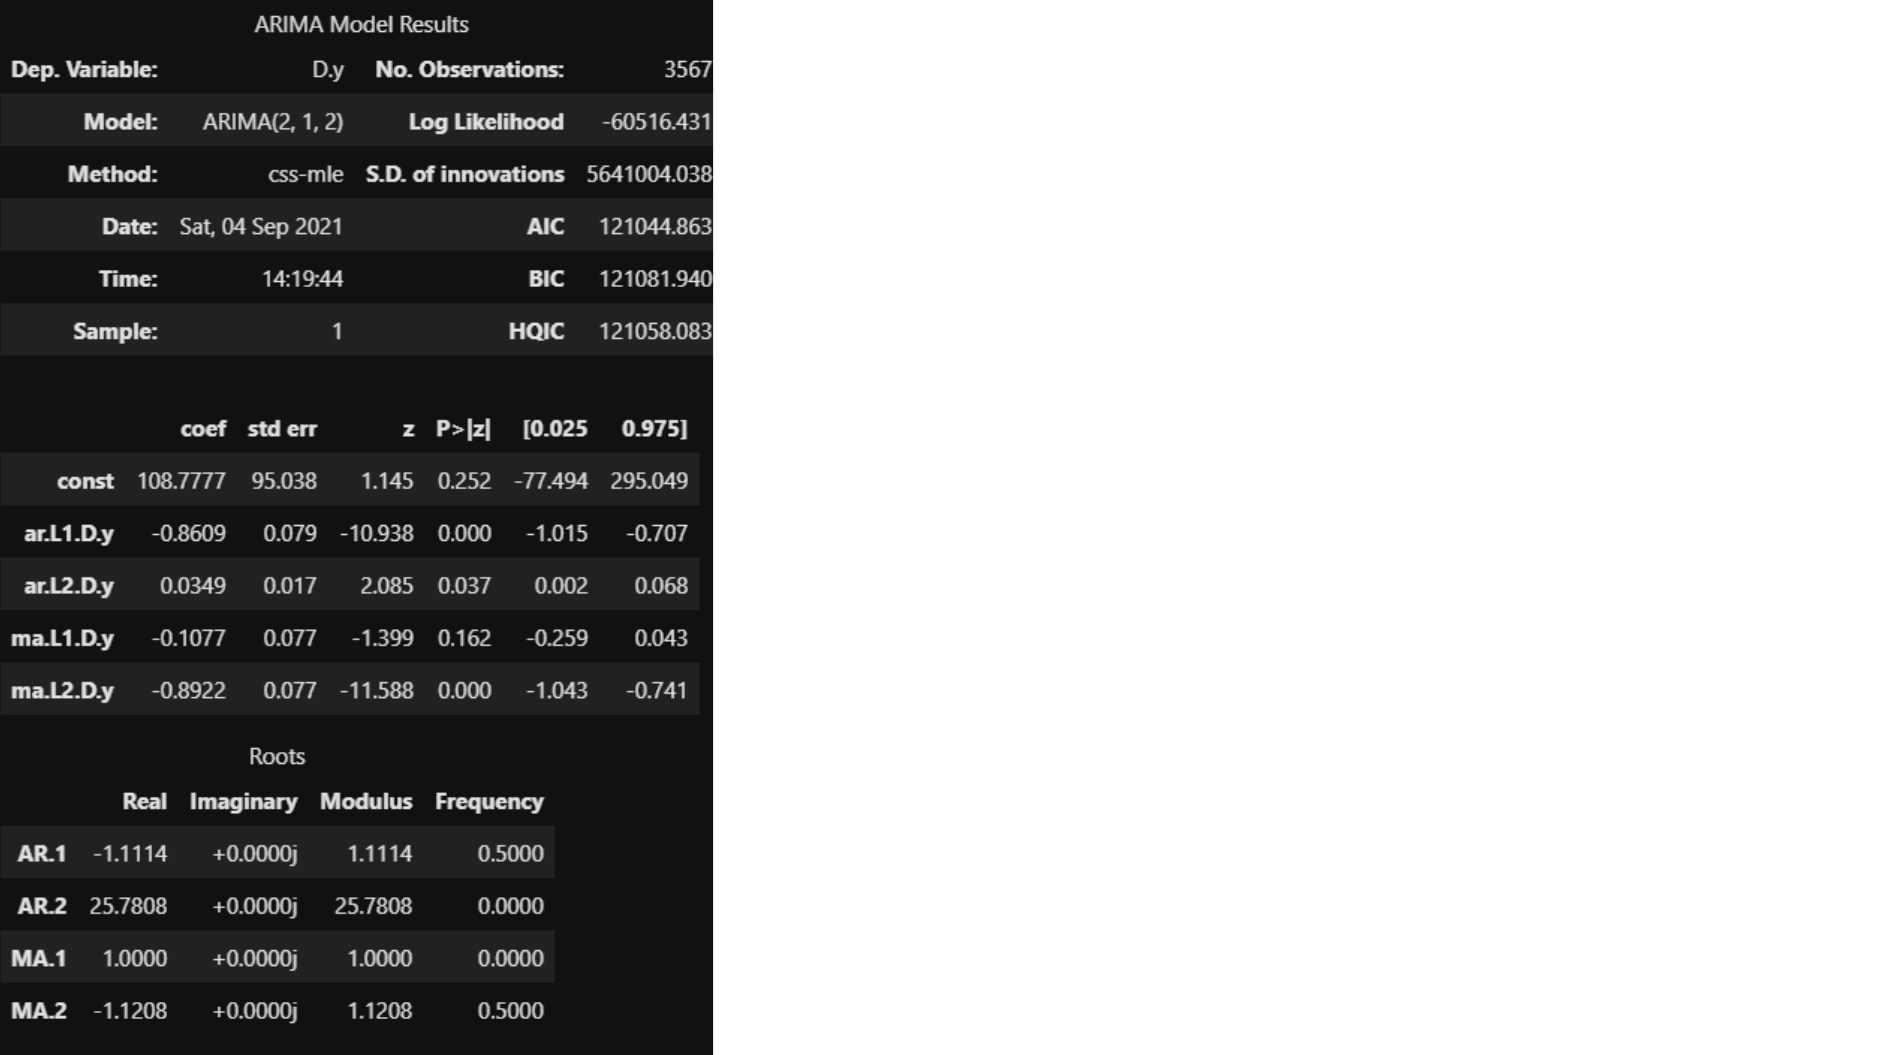 ARIMA Model Results
Dep. Variable: D.y No. Observations: 3567
Model: ARIMA(2, 1, 2) Log Likelihood -60516.431
Method: css-mle S.D. of innovations 5641004.038
Date: Sat, 04 Sep 2021 AIC 121044.863
Time: 14:19:44 BIC 121081.940
Sample: 1 HQIC 121058.083
coef std err z P>|z| [0.025 0.975]
const 108.7777 95.038 1.145 0.252 -77.494 295.049
ar.L1.D.y -0.8609 0.079 -10.938 0.000 -1.015 -0.707
ar.L2.D.y 0.0349 0.017 2.085 0.037 0.002 0.068
ma.L1.D.y -0.1077 0.077 -1.399 0.162 -0.259 0.043
ma.L2.D.y -0.8922 0.077 -11.588 0.000 -1.043 -0.741
Roots
Real Imaginary Modulus Frequency
AR.1 -1.1114 +0.0000j 1.1114 0.5000
AR.2 25.7808 +0.0000j 25.7808 0.0000
MA.1 1.0000 +0.0000j 1.0000 0.0000
MA.2 -1.1208 +0.0000j 1.1208 0.5000